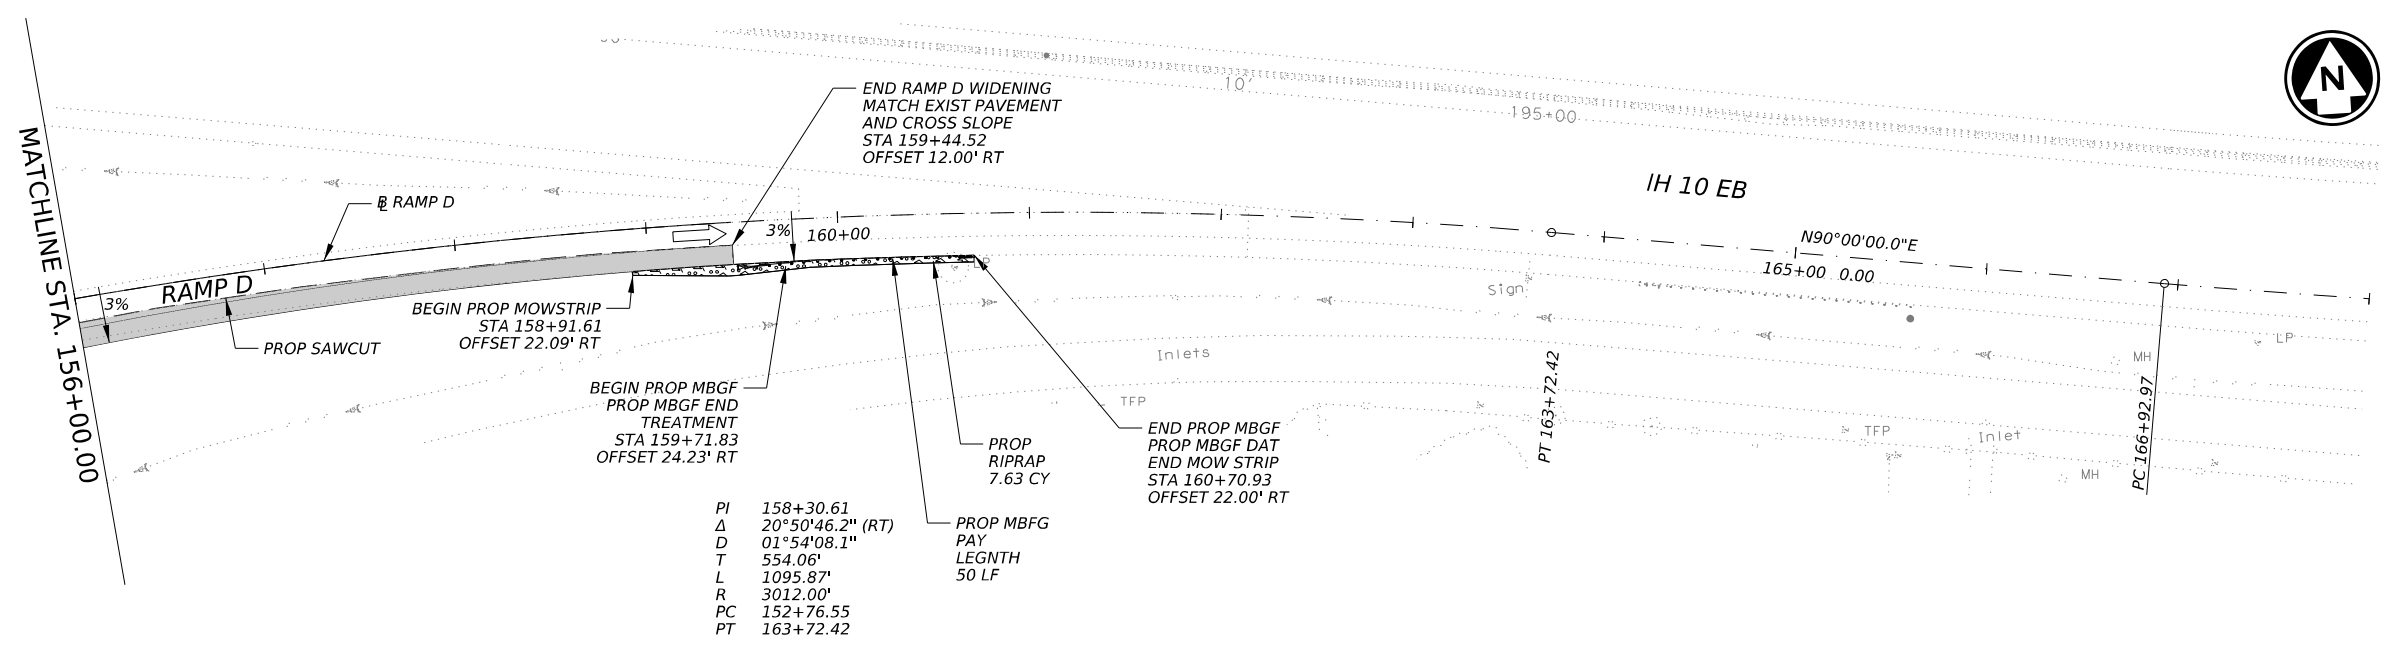 10'
195+00
N
END RAMP D WIDENING
MATCH EXIST PAVEMENT
AND CROSS SLOPE
STA 159+44.52
OFFSET 12.00' RT
MATCHLINE STA. 156+00.00
IH 10 EB
BL RAMP D
3%
160+00
N90°00'00.0"E
165+00 0.00
RAMP D
3%
LP
Sign
BEGIN PROP MOWSTRIP
STA 158+91.61
OFFSET 22.09' RT
PROP SAWCUT
Inlets
LP
MH
PT 163+72.42
PC 166+92.97
BEGIN PROP MBGF
PROP MBGF END
TREATMENT
STA 159+71.83
OFFSET 24.23' RT
TFP
END PROP MBGF
PROP MBGF DAT
END MOW STRIP
STA 160+70.93
OFFSET 22.00' RT
TFP
Inlet
MH
PROP
RIPRAP
7.63 CY
PROP MBFG
PAY
LEGNTH
50 LF
PI 158+30.61
Δ 20°50'46.2" (RT)
D 01°54'08.1"
T 554.06'
L 1095.87'
R 3012.00'
PC 152+76.55
PT 163+72.42